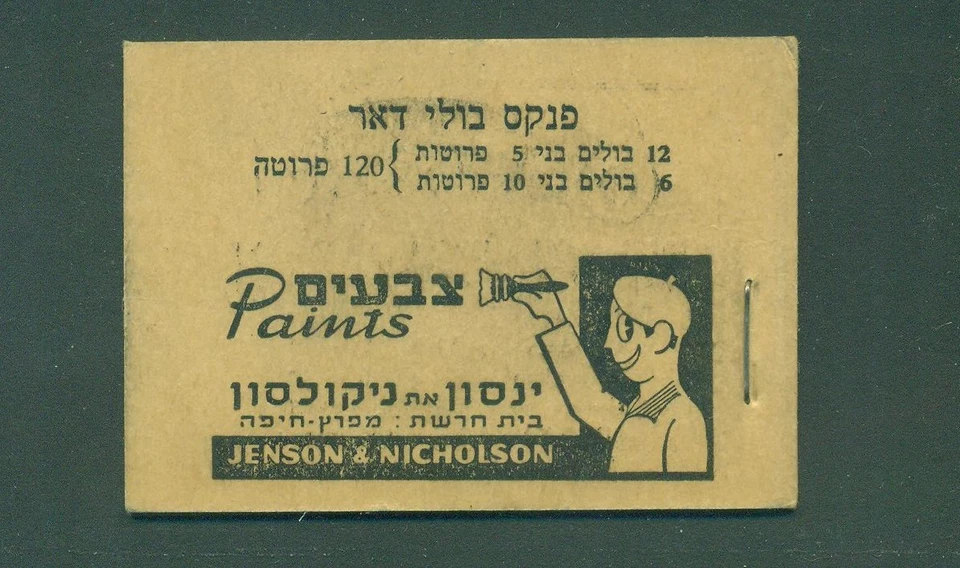 פנקס בולי דאר
12 בולים בני 5 פרוטות
6 בולים בני 10 פרוטות
} 120 פרוטה
צבעים
Paints
ינסון את ניקולסון
בית חרשת: מפרץ-חיפה
JENSON & NICHOLSON